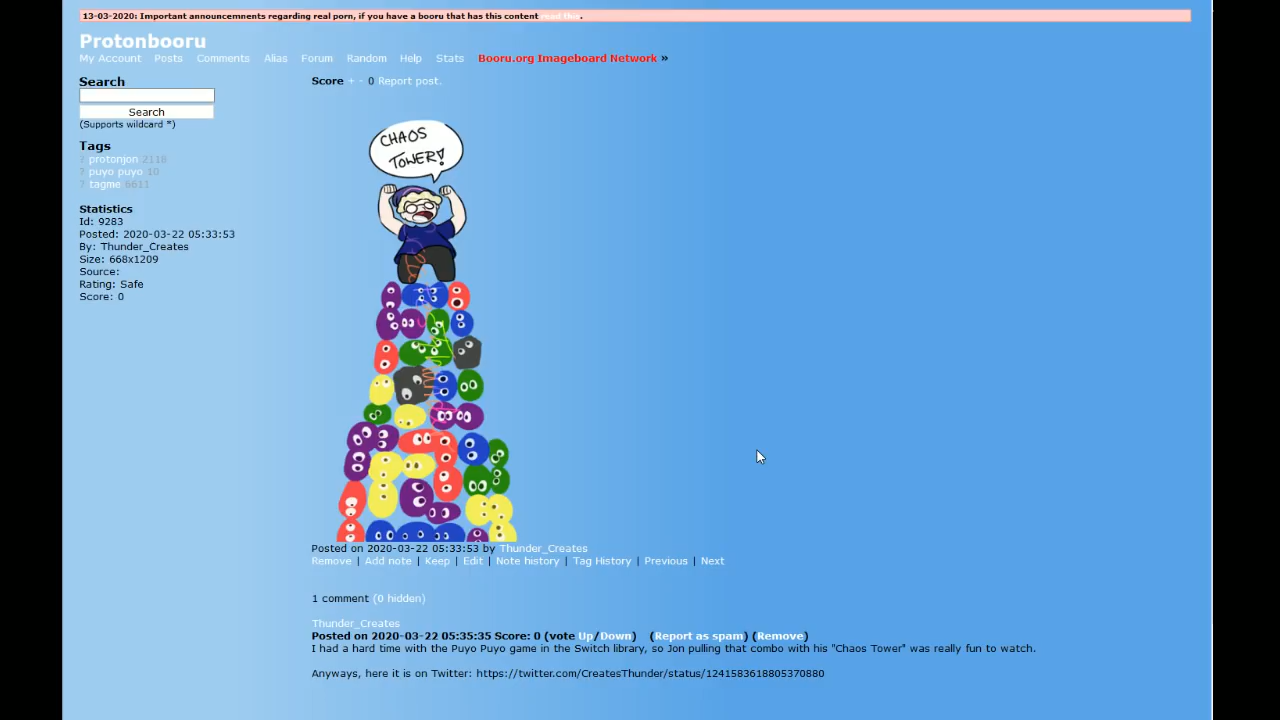 13-03-2020: Important announcemnents regarding real porn, if you have a booru that has this content read this.
Protonbooru
My Account Posts Comments Alias Forum Random Help Stats Booru.org Imageboard Network »
Search
Search
(Supports wildcard *)
Tags
? protonjon 2118
? puyo puyo 10
? tagme 6611
Statistics
Id: 9283
Posted: 2020-03-22 05:33:53
By: Thunder_Creates
Size: 668x1209
Source:
Rating: Safe
Score: 0
Score + - 0 Report post.
CHAOS
TOWER!
Posted on 2020-03-22 05:33:53 by Thunder_Creates
Remove | Add note | Keep | Edit | Note history | Tag History | Previous | Next
1 comment (0 hidden)
Thunder_Creates
Posted on 2020-03-22 05:35:35 Score: 0 (vote Up/Down) (Report as spam) (Remove)
I had a hard time with the Puyo Puyo game in the Switch library, so Jon pulling that combo with his "Chaos Tower" was really fun to watch.
Anyways, here it is on Twitter: https://twitter.com/CreatesThunder/status/1241583618805370880